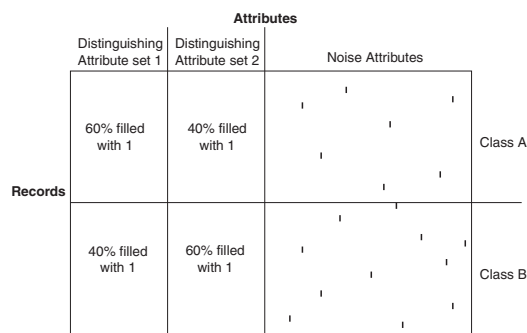 Attributes
Distinguishing
Attribute set 1
Distinguishing
Attribute set 2
Noise Attributes
60% filled
with 1
40% filled
with 1
Class A
Records
40% filled
with 1
60% filled
with 1
Class B